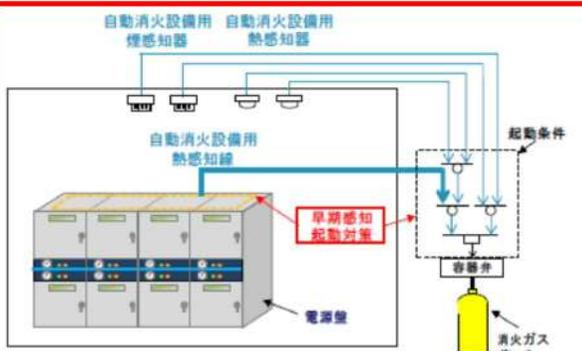 自動消火設備用
煙感知器
自動消火設備用
熱感知器
起動条件
自動消火設備用
熱感知線
早期感知
起動対策
容器弁
電源盤
消火ガス